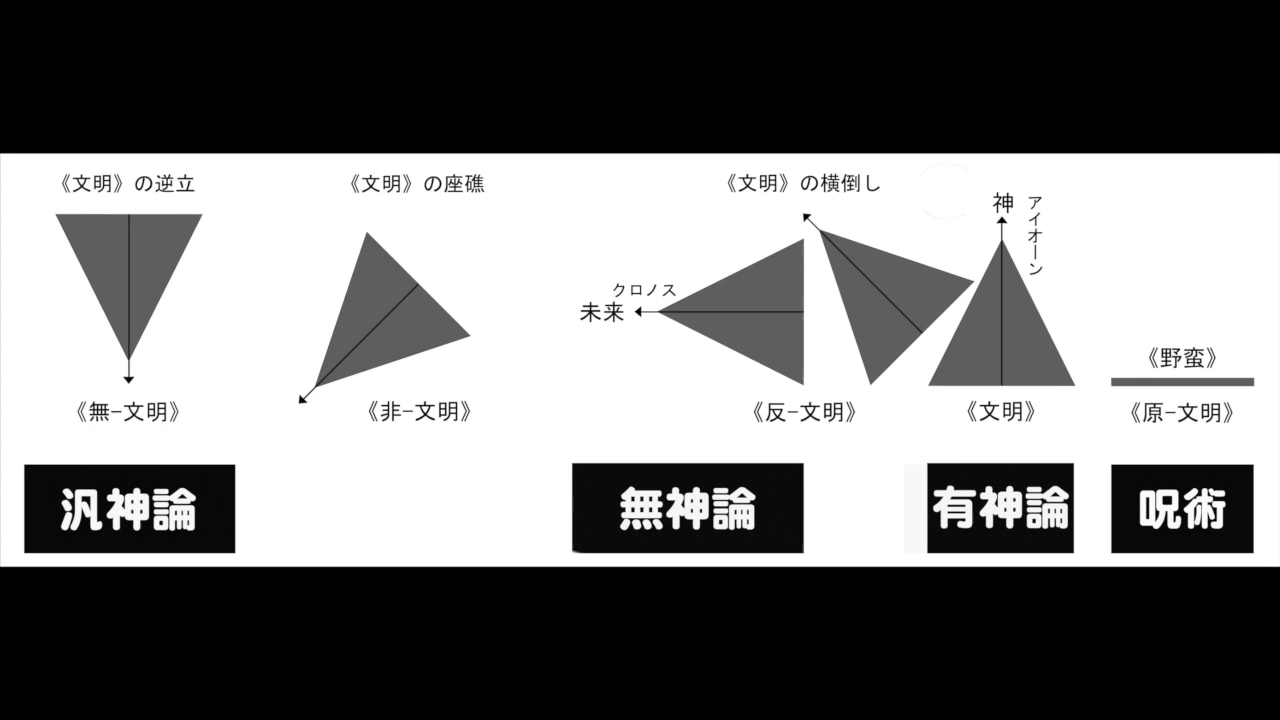 《文明》の逆立
《文明》の座礁
《文明》の横倒し
神
アイオーン
クロノス
未来
《野蛮》
《無−文明》
《非−文明》
《反−文明》
《文明》
《原−文明》
汎神論
無神論
有神論
呪術